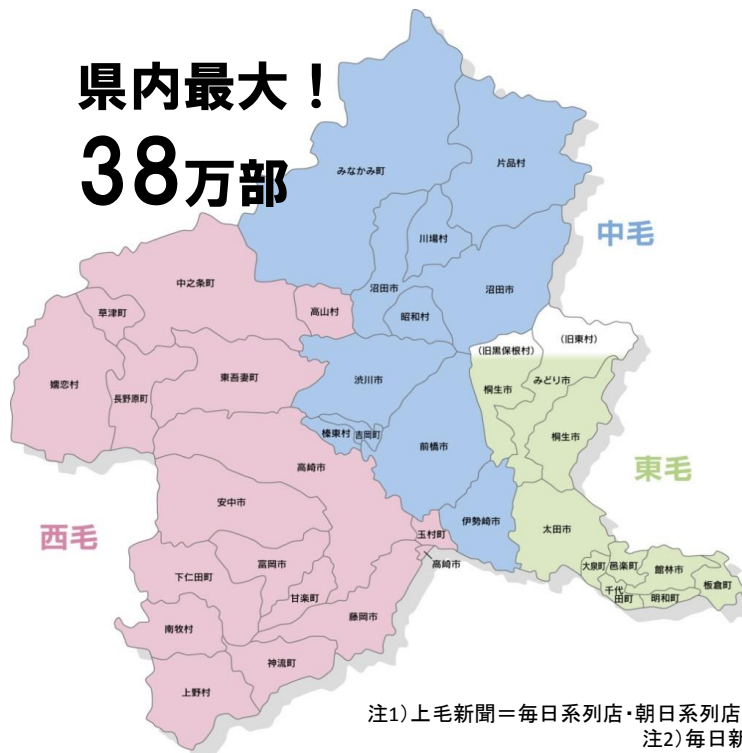 県内最大！
38万部
みなかみ町
片品村
川場村
中毛
中之条町
沼田市
沼田市
草津町
高山村
昭和村
(旧黒保根村)
(旧東村)
嬬恋村
長野原町
東吾妻町
渋川市
桐生市
みどり市
榛東村
吉岡町
前橋市
桐生市
高崎市
東毛
安中市
伊勢崎市
太田市
西毛
玉村町
高崎市
下仁田町
富岡市
大泉町
邑楽町
館林市
板倉町
甘楽町
千代
田町
明和町
藤岡市
南牧村
神流町
上野村
注1)上毛新聞＝毎日系列店・朝日系列店
注2)毎日新